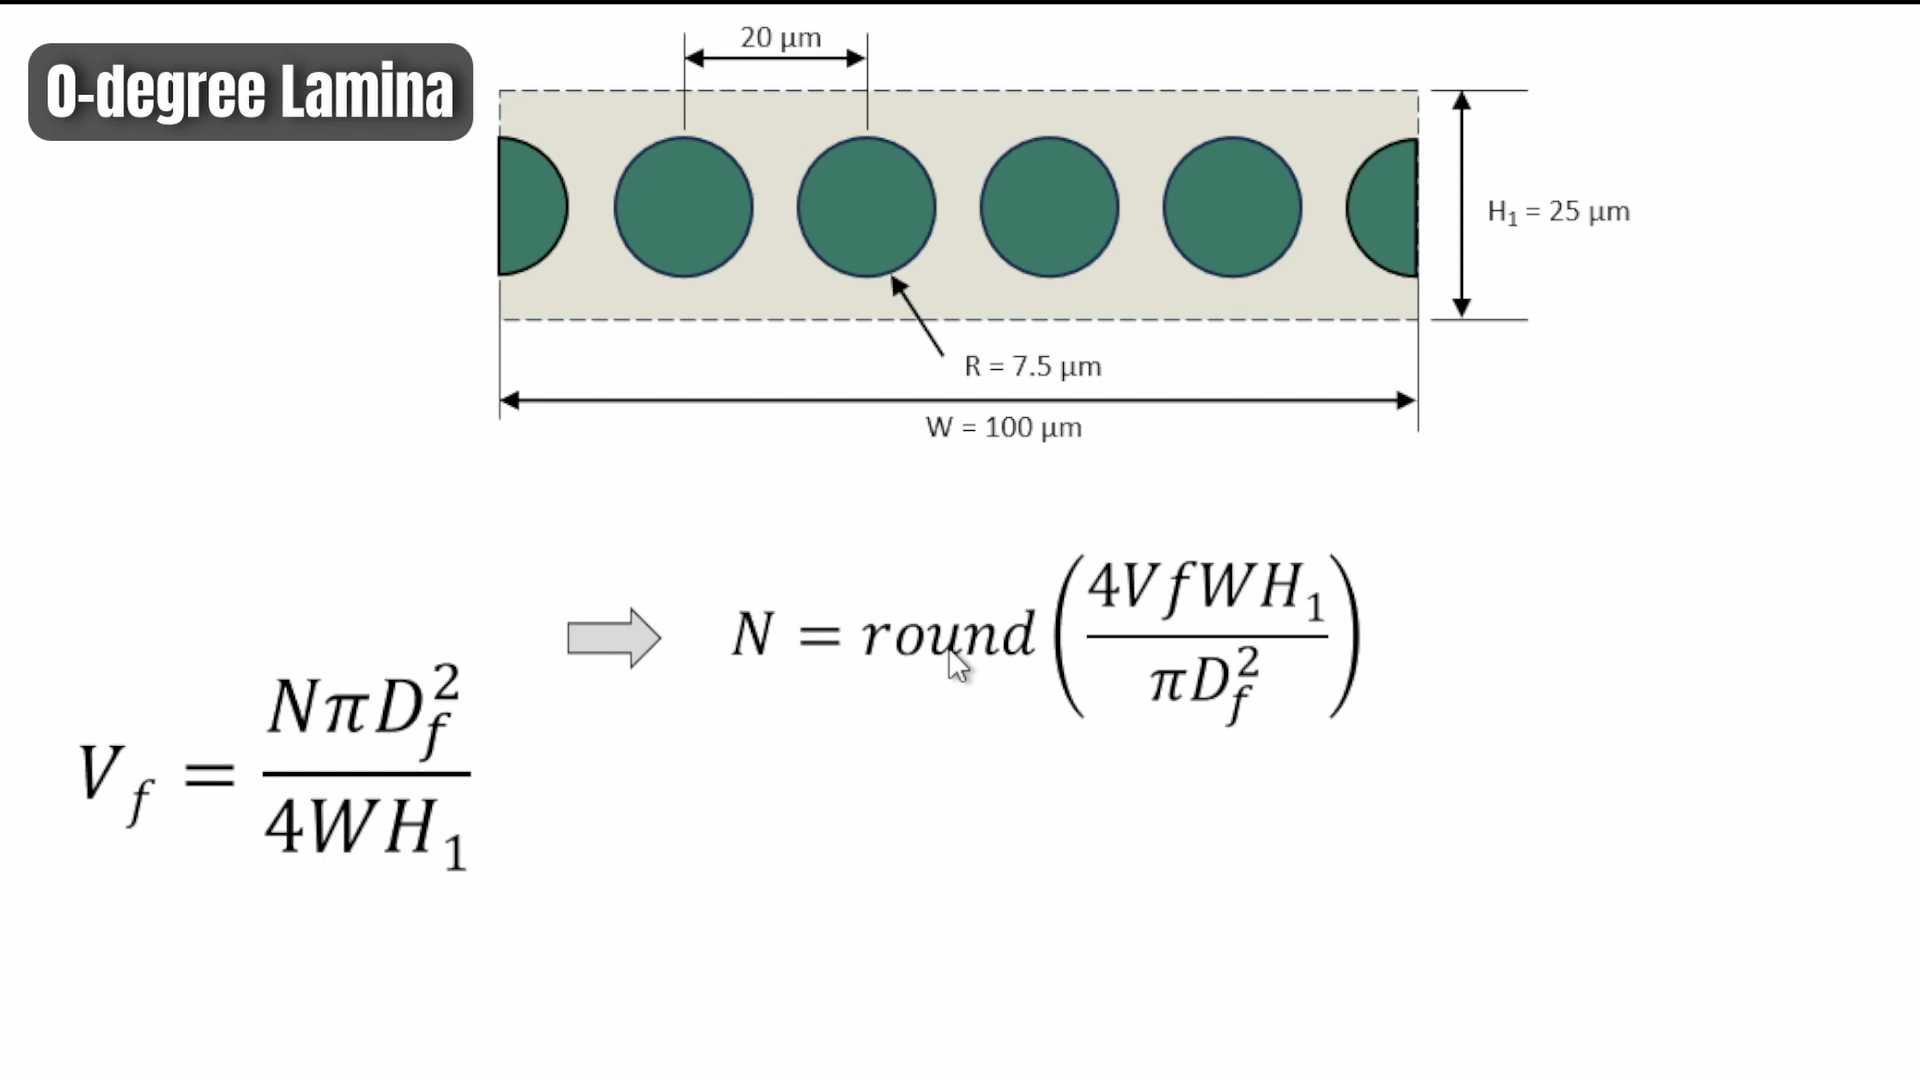 0-degree Lamina
20 µm
H₁ = 25 µm
R = 7.5 µm
W = 100 µm
N = round(4VfWH₁ / πD_f²)
V_f = NπD_f² / 4WH₁